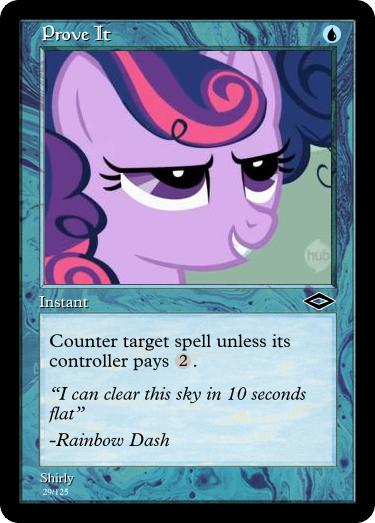 Prove It
hub
Instant
Counter target spell unless its
controller pays 2.
“I can clear this sky in 10 seconds
flat”
-Rainbow Dash
Shirly
29/125